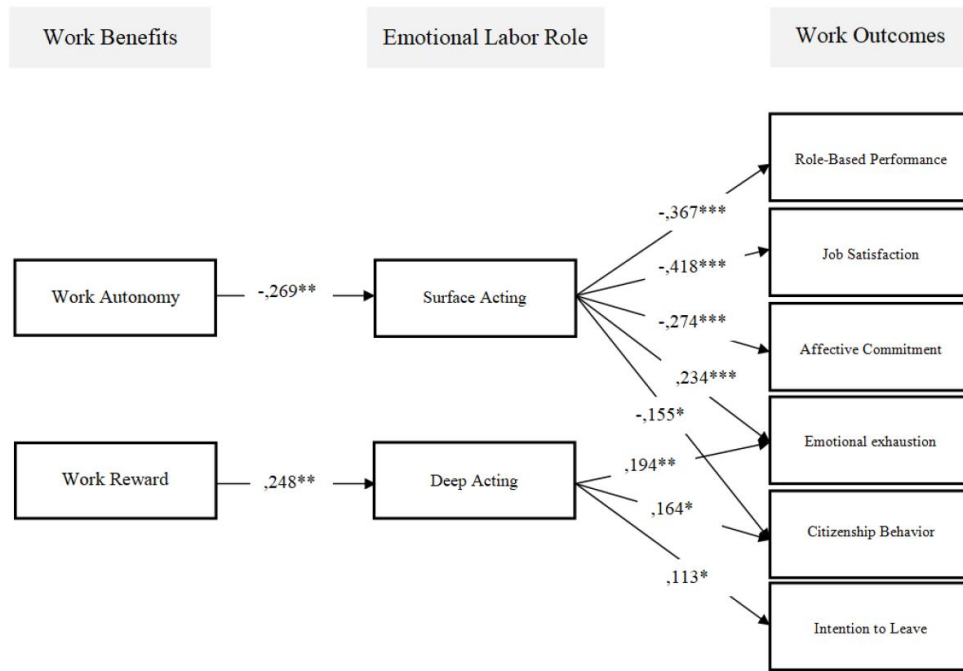 Work Benefits
Emotional Labor Role
Work Outcomes
Role-Based Performance
-,367***
Job Satisfaction
-,418***
Work Autonomy
-,269**
Surface Acting
-,274***
Affective Commitment
,234***
-,155*
Emotional exhaustion
,194**
Work Reward
,248**
Deep Acting
,164*
Citizenship Behavior
,113*
Intention to Leave